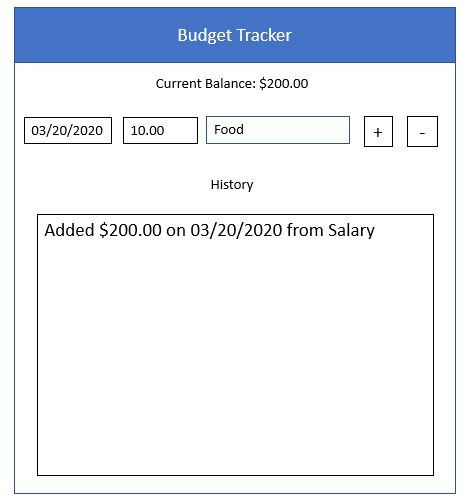 Budget Tracker
Current Balance: $200.00
03/20/2020 10.00 Food + -
History
Added $200.00 on 03/20/2020 from Salary